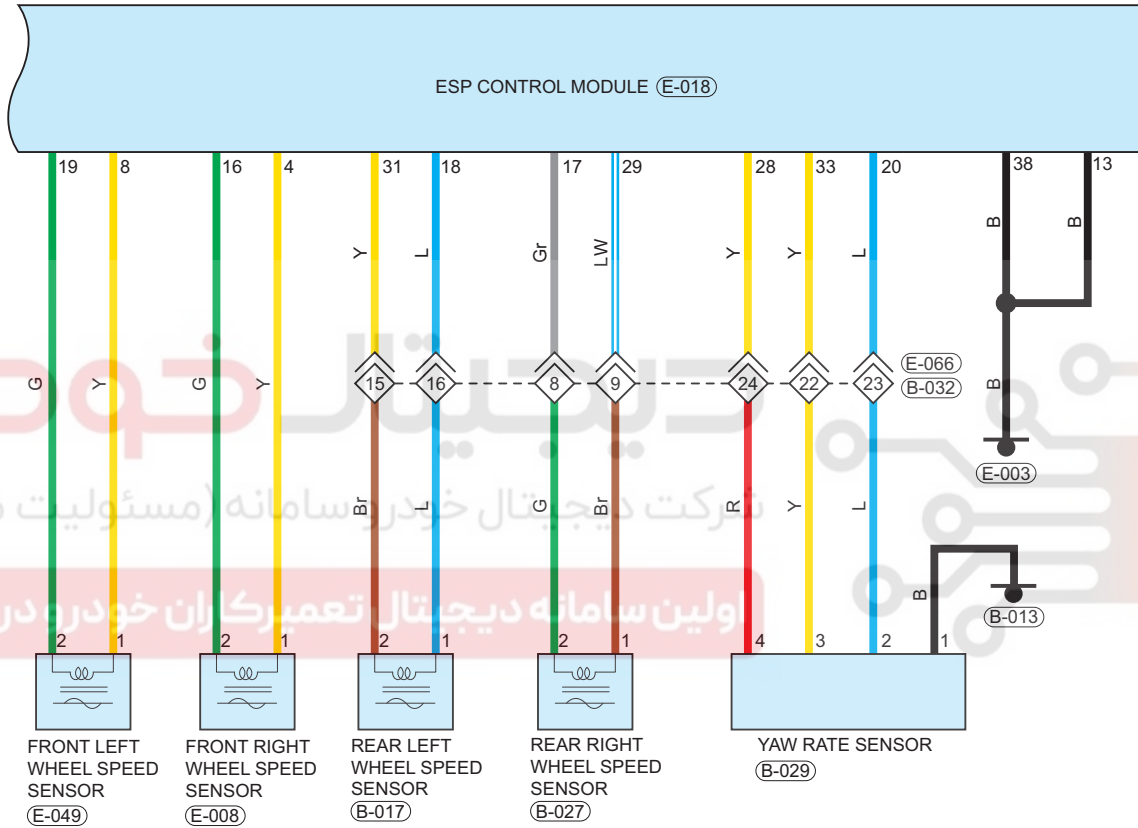 ESP CONTROL MODULE E-018
19 8 16 4 31 18 17 29 28 33 20 38 13
Y L Gr LW Y Y L B B
G Y G Y
15 16 8 9 24 22 23
E-066
B-032
B
دیجیتال خود
E-003
شرکت دیجیتال خودرو سامانه (مسئولیت
Br L G Br R Y L B
اولین سامانه دیجیتال تعمیرکاران خودرو در
B-013
2 1 2 1 2 1 2 1 4 3 2 1
FRONT LEFT
WHEEL SPEED
SENSOR
E-049
FRONT RIGHT
WHEEL SPEED
SENSOR
E-008
REAR LEFT
WHEEL SPEED
SENSOR
B-017
REAR RIGHT
WHEEL SPEED
SENSOR
B-027
YAW RATE SENSOR
B-029